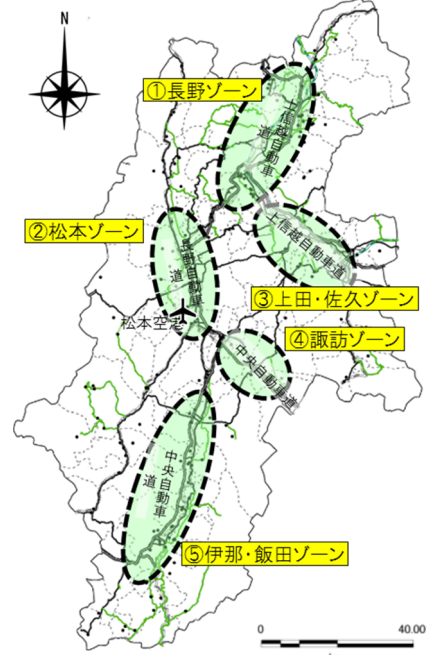 N
①長野ゾーン
上信越自動車道
②松本ゾーン
長野自動車道
上信越自動車道
松本空港
③上田・佐久ゾーン
④諏訪ゾーン
中央自動車道
中央自動車道
⑤伊那・飯田ゾーン
0 40.00